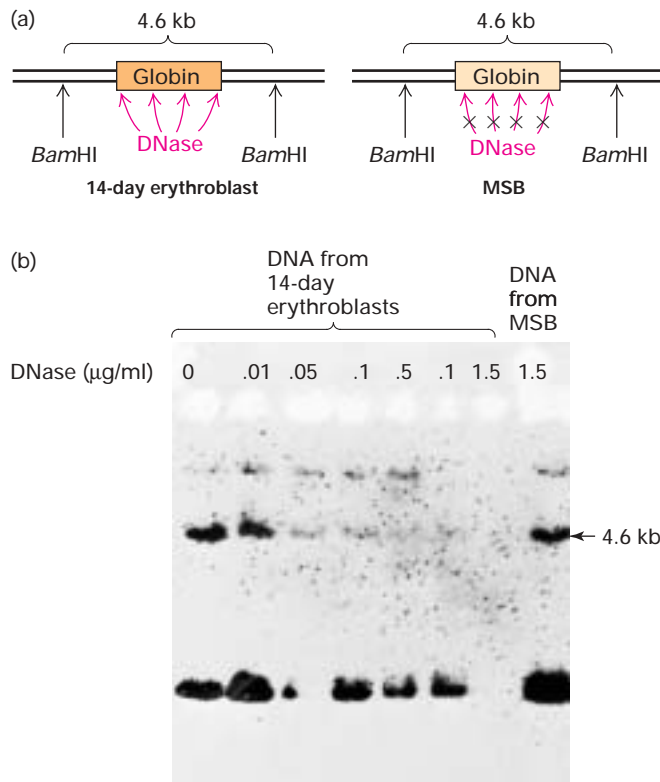 (a)
4.6 kb
4.6 kb
Globin
Globin
DNase
DNase
BamHI
BamHI
BamHI
BamHI
14-day erythroblast
MSB
(b)
DNA from
14-day
erythroblasts
DNA
from
MSB
DNase (μg/ml)
0 .01 .05 .1 .5 .1 1.5 1.5
4.6 kb